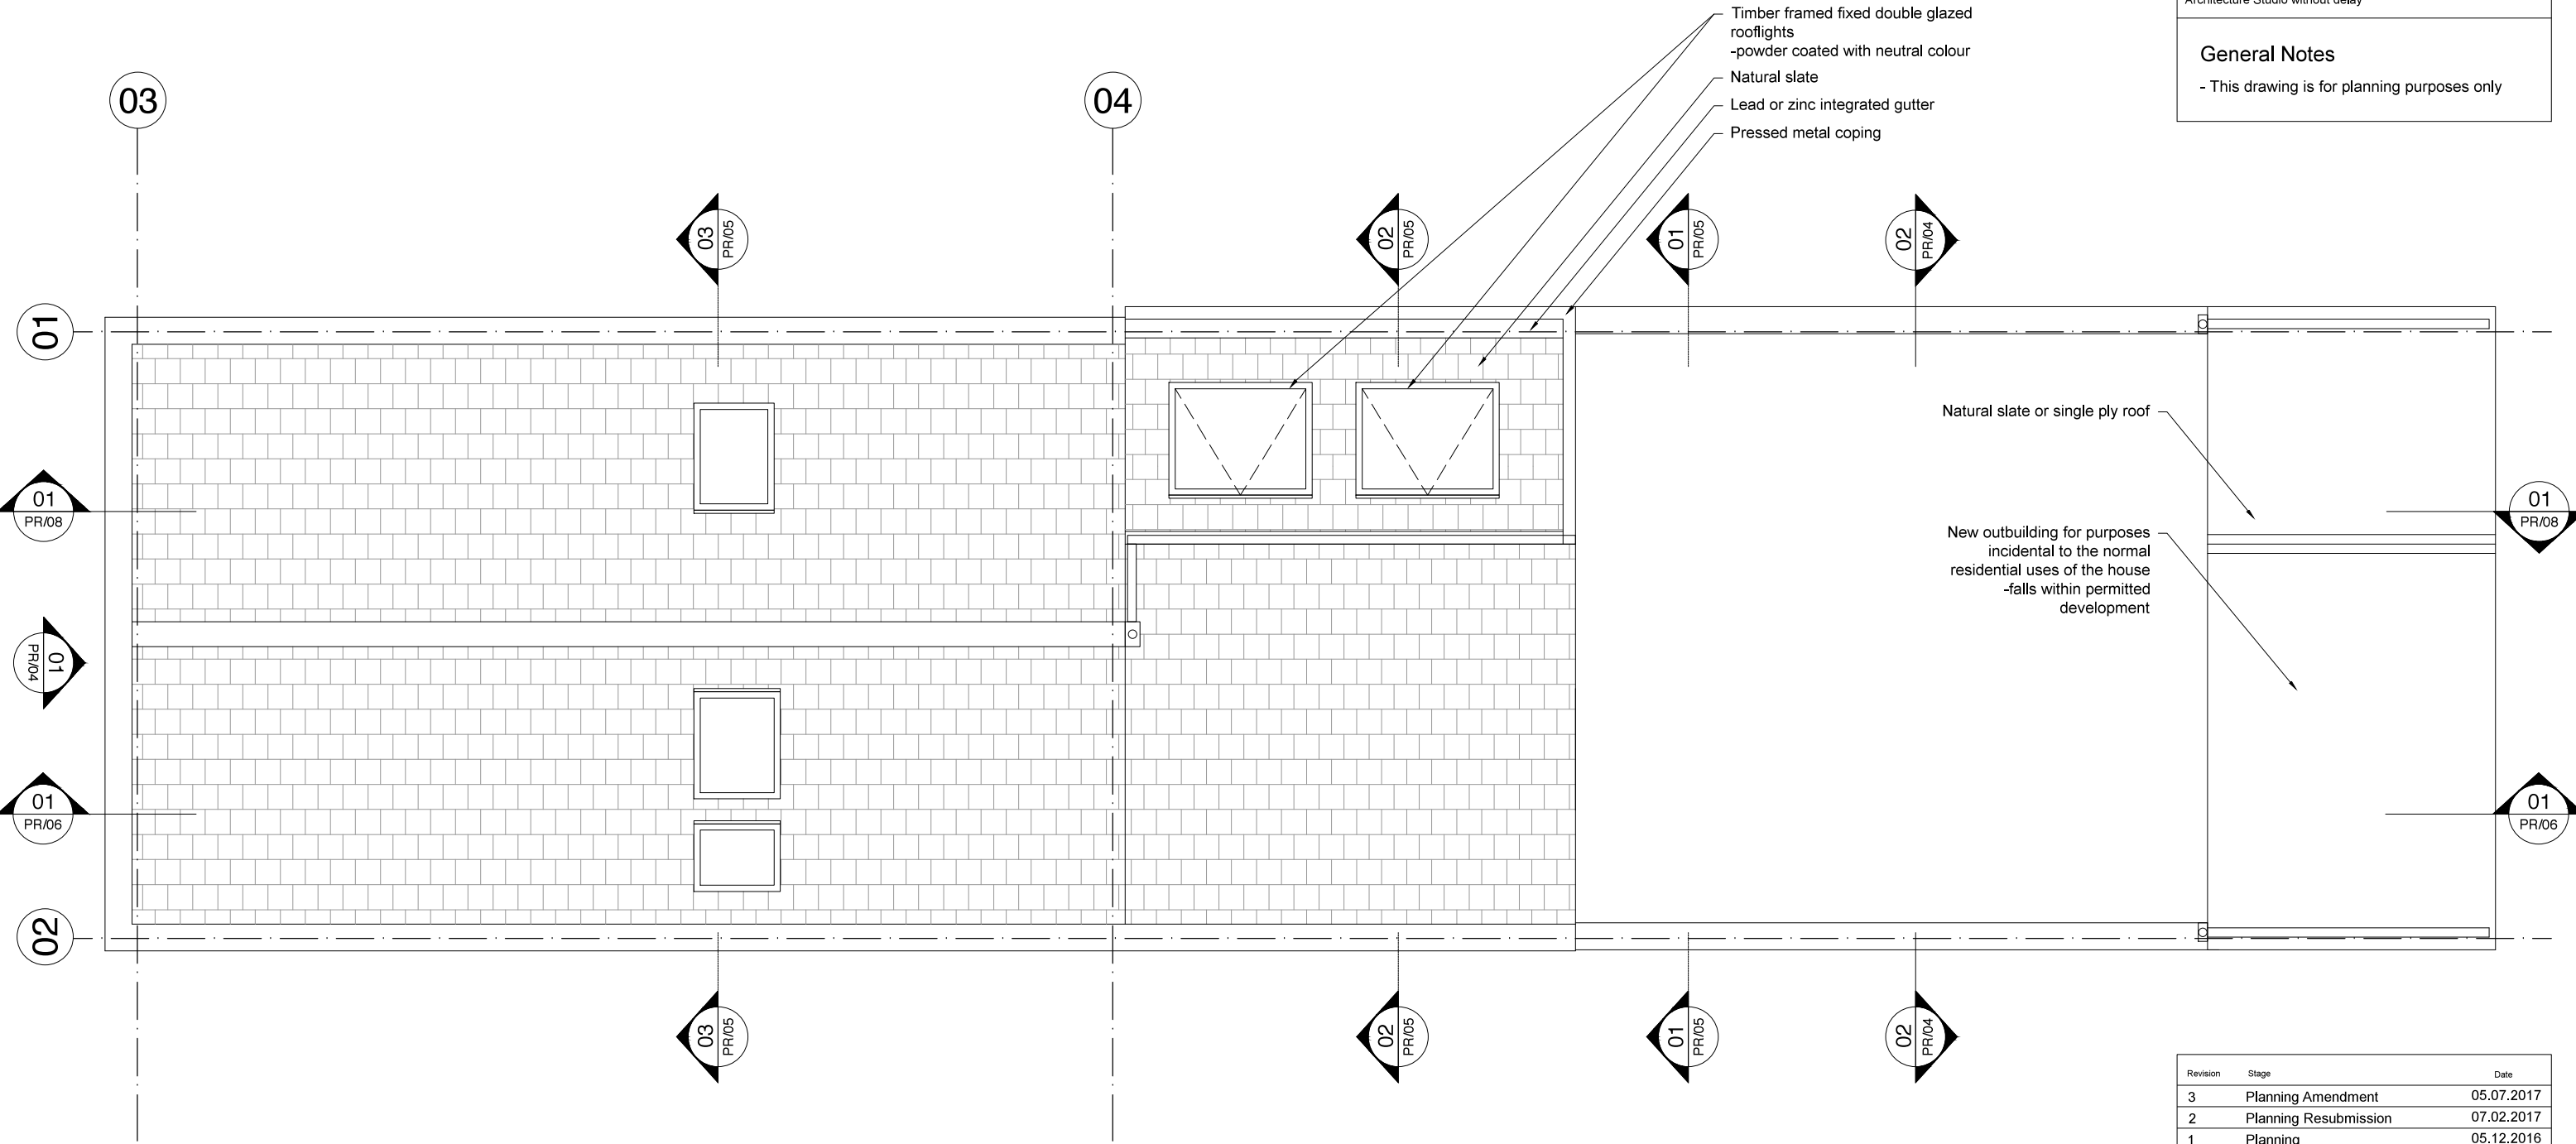 Architecture Studio without delay
General Notes
- This drawing is for planning purposes only
Timber framed fixed double glazed
rooflights
-powder coated with neutral colour
Natural slate
Lead or zinc integrated gutter
Pressed metal coping
03
04
03
PR/05
02
PR/05
01
PR/05
02
PR/04
01
Natural slate or single ply roof
01
PR/08
01
PR/08
New outbuilding for purposes
incidental to the normal
residential uses of the house
-falls within permitted
development
01
PR/04
01
PR/06
01
PR/06
02
03
PR/05
02
PR/05
01
PR/05
02
PR/04
Revision Stage Date
3 Planning Amendment 05.07.2017
2 Planning Resubmission 07.02.2017
1 Planning 05.12.2016